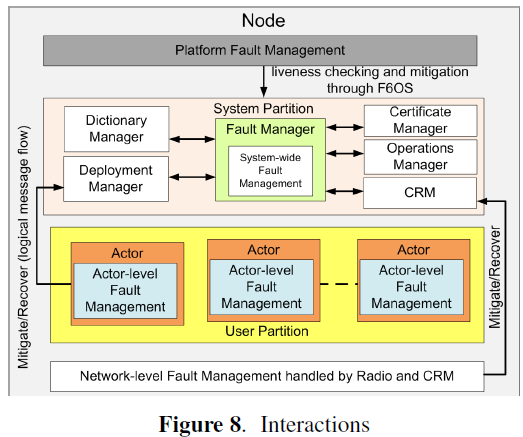 Node
Platform Fault Management
liveness checking and mitigation
through F6OS
System Partition
Dictionary
Manager
Deployment
Manager
Fault Manager
System-wide
Fault
Management
Certificate
Manager
Operations
Manager
CRM
Mitigate/Recover (logical message flow)
Mitigate/Recover
Actor
Actor-level
Fault
Management
Actor
Actor-level
Fault
Management
Actor
Actor-level
Fault
Management
User Partition
Network-level Fault Management handled by Radio and CRM
Figure 8. Interactions